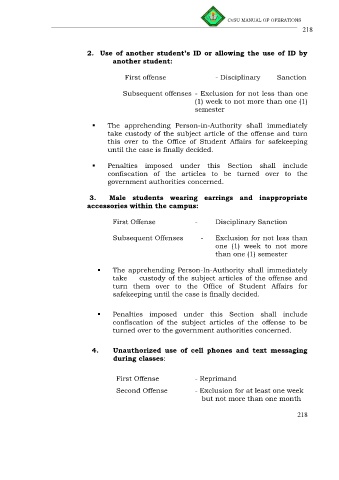 CvSU MANUAL OF OPERATIONS
218
2. Use of another student's ID or allowing the use of ID by
another student:
First offense - Disciplinary Sanction
Subsequent offenses - Exclusion for not less than one
(1) week to not more than one (1)
semester
▪ The apprehending Person-in-Authority shall immediately
take custody of the subject article of the offense and turn
this over to the Office of Student Affairs for safekeeping
until the case is finally decided.
▪ Penalties imposed under this Section shall include
confiscation of the articles to be turned over to the
government authorities concerned.
3. Male students wearing earrings and inappropriate
accessories within the campus:
First Offense - Disciplinary Sanction
Subsequent Offenses - Exclusion for not less than
one (1) week to not more
than one (1) semester
▪ The apprehending Person-In-Authority shall immediately
take custody of the subject articles of the offense and
turn them over to the Office of Student Affairs for
safekeeping until the case is finally decided.
▪ Penalties imposed under this Section shall include
confiscation of the subject articles of the offense to be
turned over to the government authorities concerned.
4. Unauthorized use of cell phones and text messaging
during classes:
First Offense - Reprimand
Second Offense - Exclusion for at least one week
but not more than one month
218